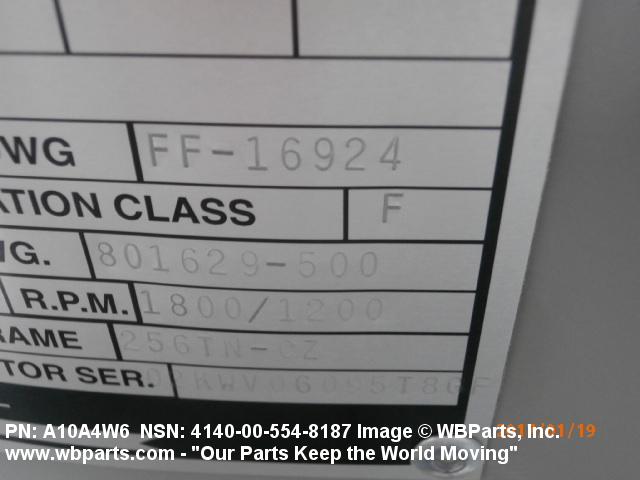 DWG FF-16924
ATION CLASS F
WG. 801629-500
R.P.M. 1800/1200
RAME 256TN-CZ
TOR SER.
PN: A10A4W6 NSN: 4140-00-554-8187 Image © WBParts, Inc.
www.wbparts.com - "Our Parts Keep the World Moving"